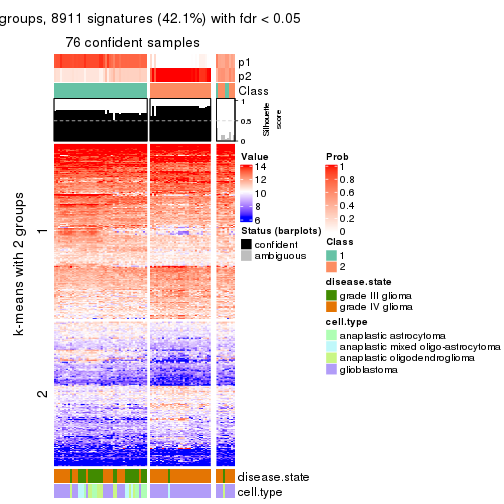 groups, 8911 signatures (42.1%) with fdr < 0.05
76 confident samples
p1
p2
Class
1
0.5
0
Silhouette
score
k-means with 2 groups
1
2
Value
14
12
10
8
6
Status (barplots)
confident
ambiguous
Prob
1
0.8
0.6
0.4
0.2
0
Class
1
2
disease.state
grade III glioma
grade IV glioma
cell.type
anaplastic astrocytoma
anaplastic mixed oligo-astrocytoma
anaplastic oligodendroglioma
glioblastoma
disease.state
cell.type